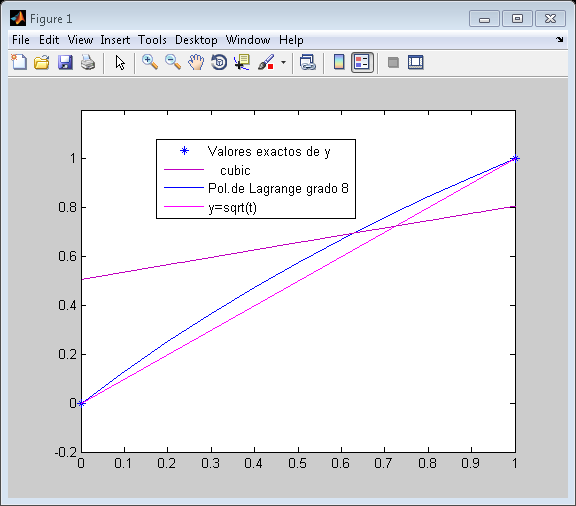 Figure 1
File Edit View Insert Tools Desktop Window Help
Valores exactos de y
cubic
Pol.de Lagrange grado 8
y=sqrt(t)
1
0.8
0.6
0.4
0.2
0
-0.2
0 0.1 0.2 0.3 0.4 0.5 0.6 0.7 0.8 0.9 1